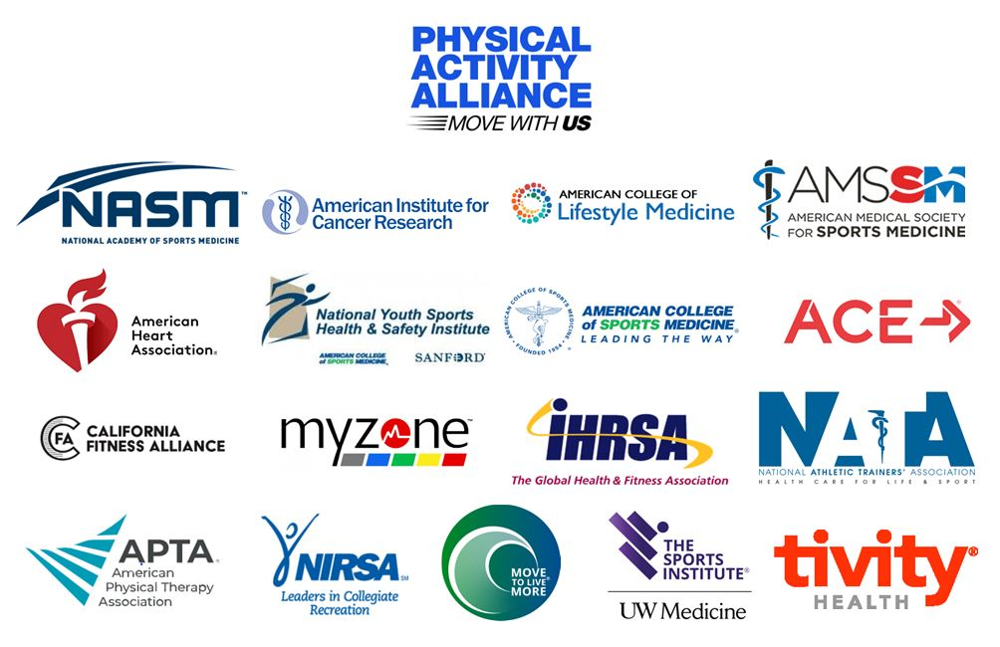 PHYSICAL
ACTIVITY
ALLIANCE
MOVE WITH US
NASM™
NATIONAL ACADEMY OF SPORTS MEDICINE
American Institute for
Cancer Research
AMERICAN COLLEGE OF
Lifestyle Medicine
AMSSM
AMERICAN MEDICAL SOCIETY
FOR SPORTS MEDICINE
American
Heart
Association®
National Youth Sports
Health & Safety Institute
AMERICAN COLLEGE
of SPORTS MEDICINE®
SANFORD
AMERICAN COLLEGE OF SPORTS MEDICINE
FOUNDED 1954
AMERICAN COLLEGE
of SPORTS MEDICINE®
LEADING THE WAY
ACE®
CFA
CALIFORNIA
FITNESS ALLIANCE
myzone™
iHRSA
The Global Health & Fitness Association
NATA
NATIONAL ATHLETIC TRAINERS' ASSOCIATION
HEALTH CARE FOR LIFE & SPORT
APTA®
American
Physical Therapy
Association
NIRSA SM
Leaders in Collegiate
Recreation
MOVE
TO LIVE®
MORE
THE
SPORTS
INSTITUTE®
UW Medicine
tivity®
HEALTH